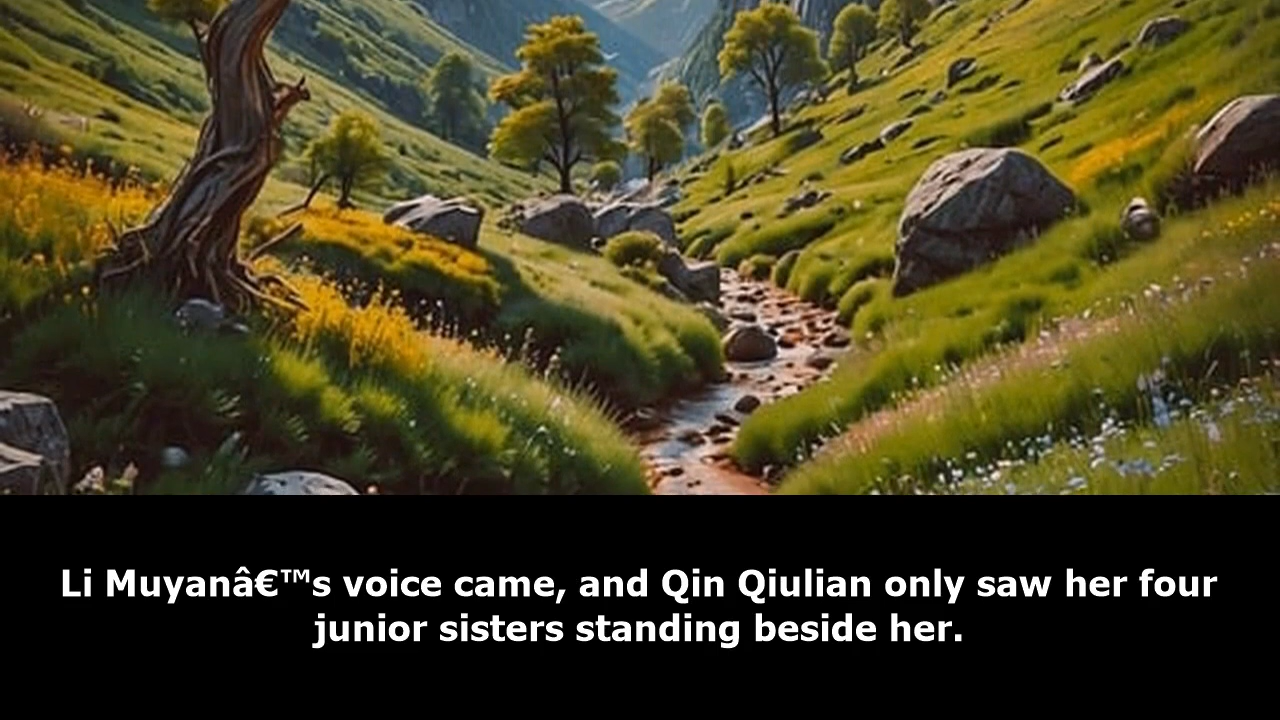 Li Muyanâ€™s voice came, and Qin Qiulian only saw her four
junior sisters standing beside her.